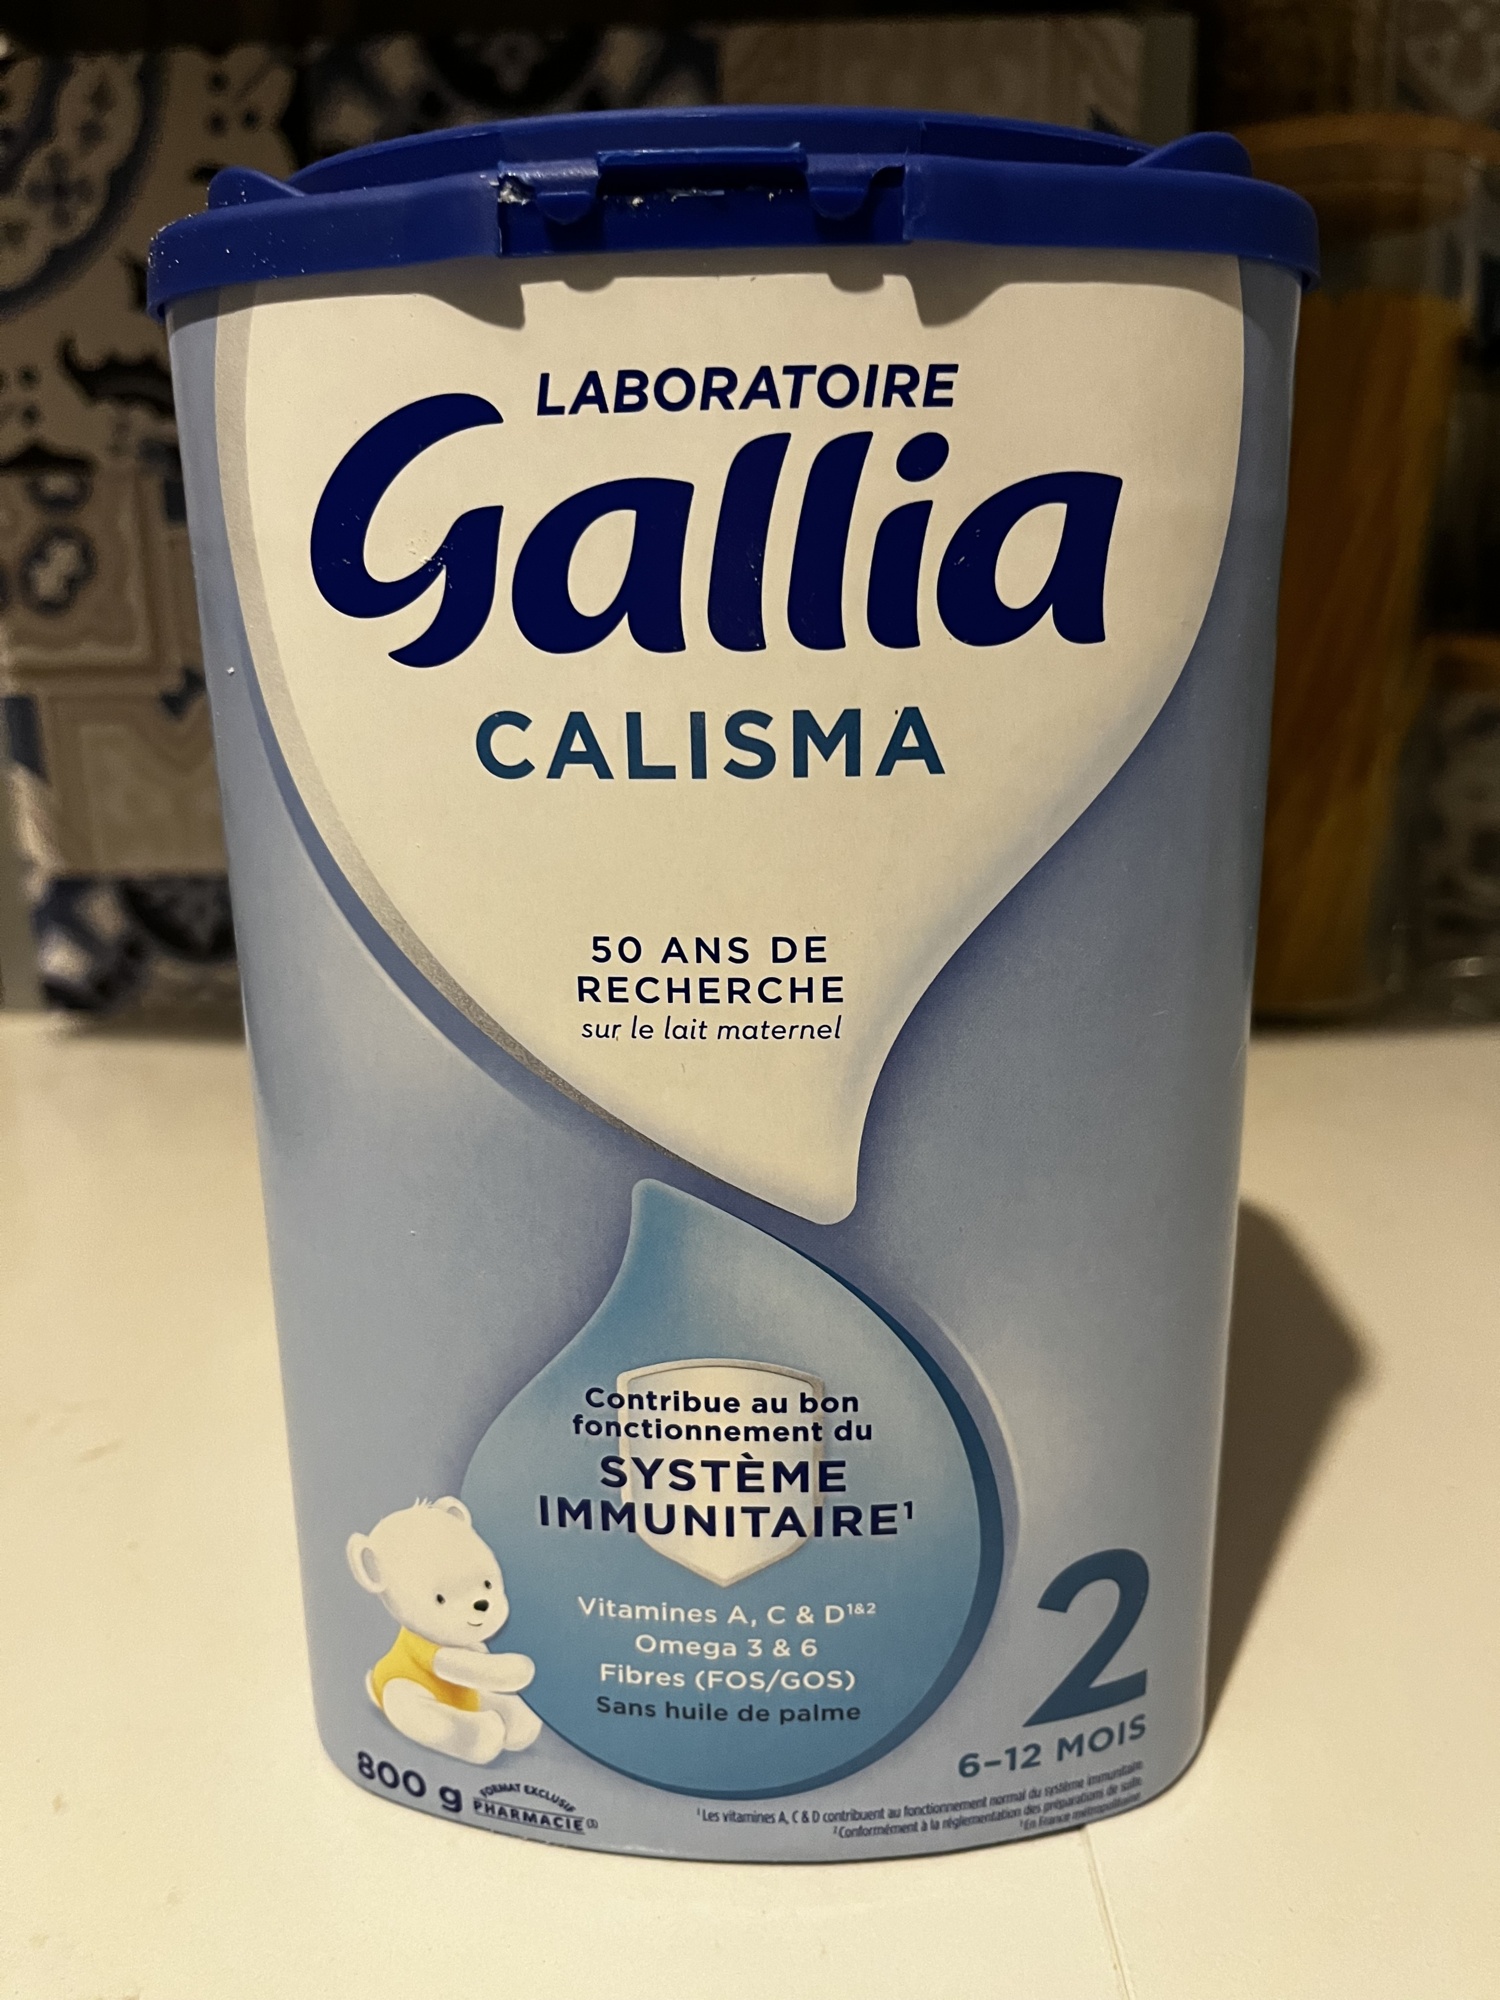 LABORATOIRE
Gallia
CALISMA
50 ANS DE
RECHERCHE
sur le lait maternel
Contribue au bon
fonctionnement du
SYSTÈME
IMMUNITAIRE¹
Vitamines A, C & D¹&²
Omega 3 & 6
Fibres (FOS/GOS)
Sans huile de palme
2
6-12 MOIS
800 g
FORMAT EXCLUSIF
PHARMACIE(3)
¹Les vitamines A, C & D contribuent au fonctionnement normal du système immunitaire
²Conformément à la réglementation des préparations de suite
³En France métropolitaine